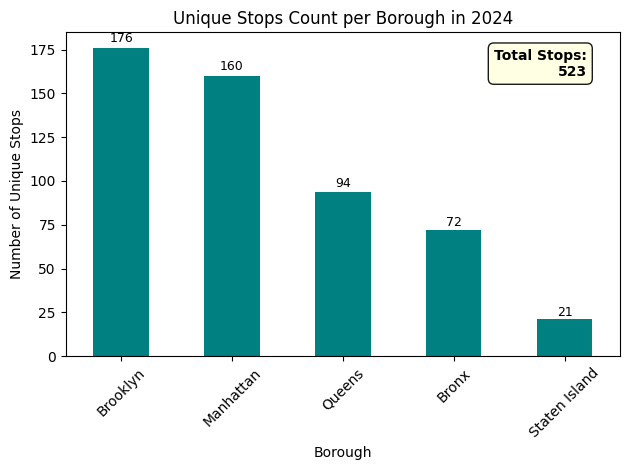 Unique Stops Count per Borough in 2024
Number of Unique Stops
175
150
125
100
75
50
25
0
176
160
94
72
21
Total Stops:
523
Brooklyn
Manhattan
Queens
Bronx
Staten Island
Borough